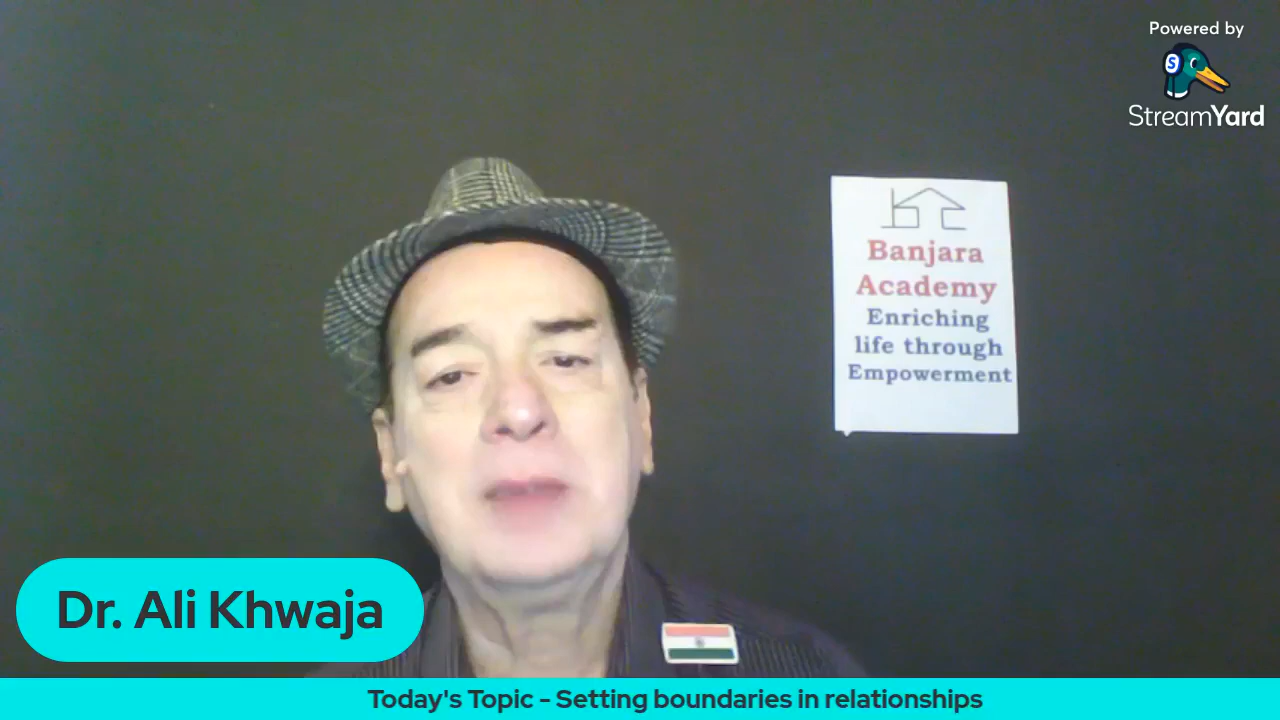 Powered by
S
StreamYard
Banjara
Academy
Enriching
life through
Empowerment
Dr. Ali Khwaja
Today's Topic - Setting boundaries in relationships